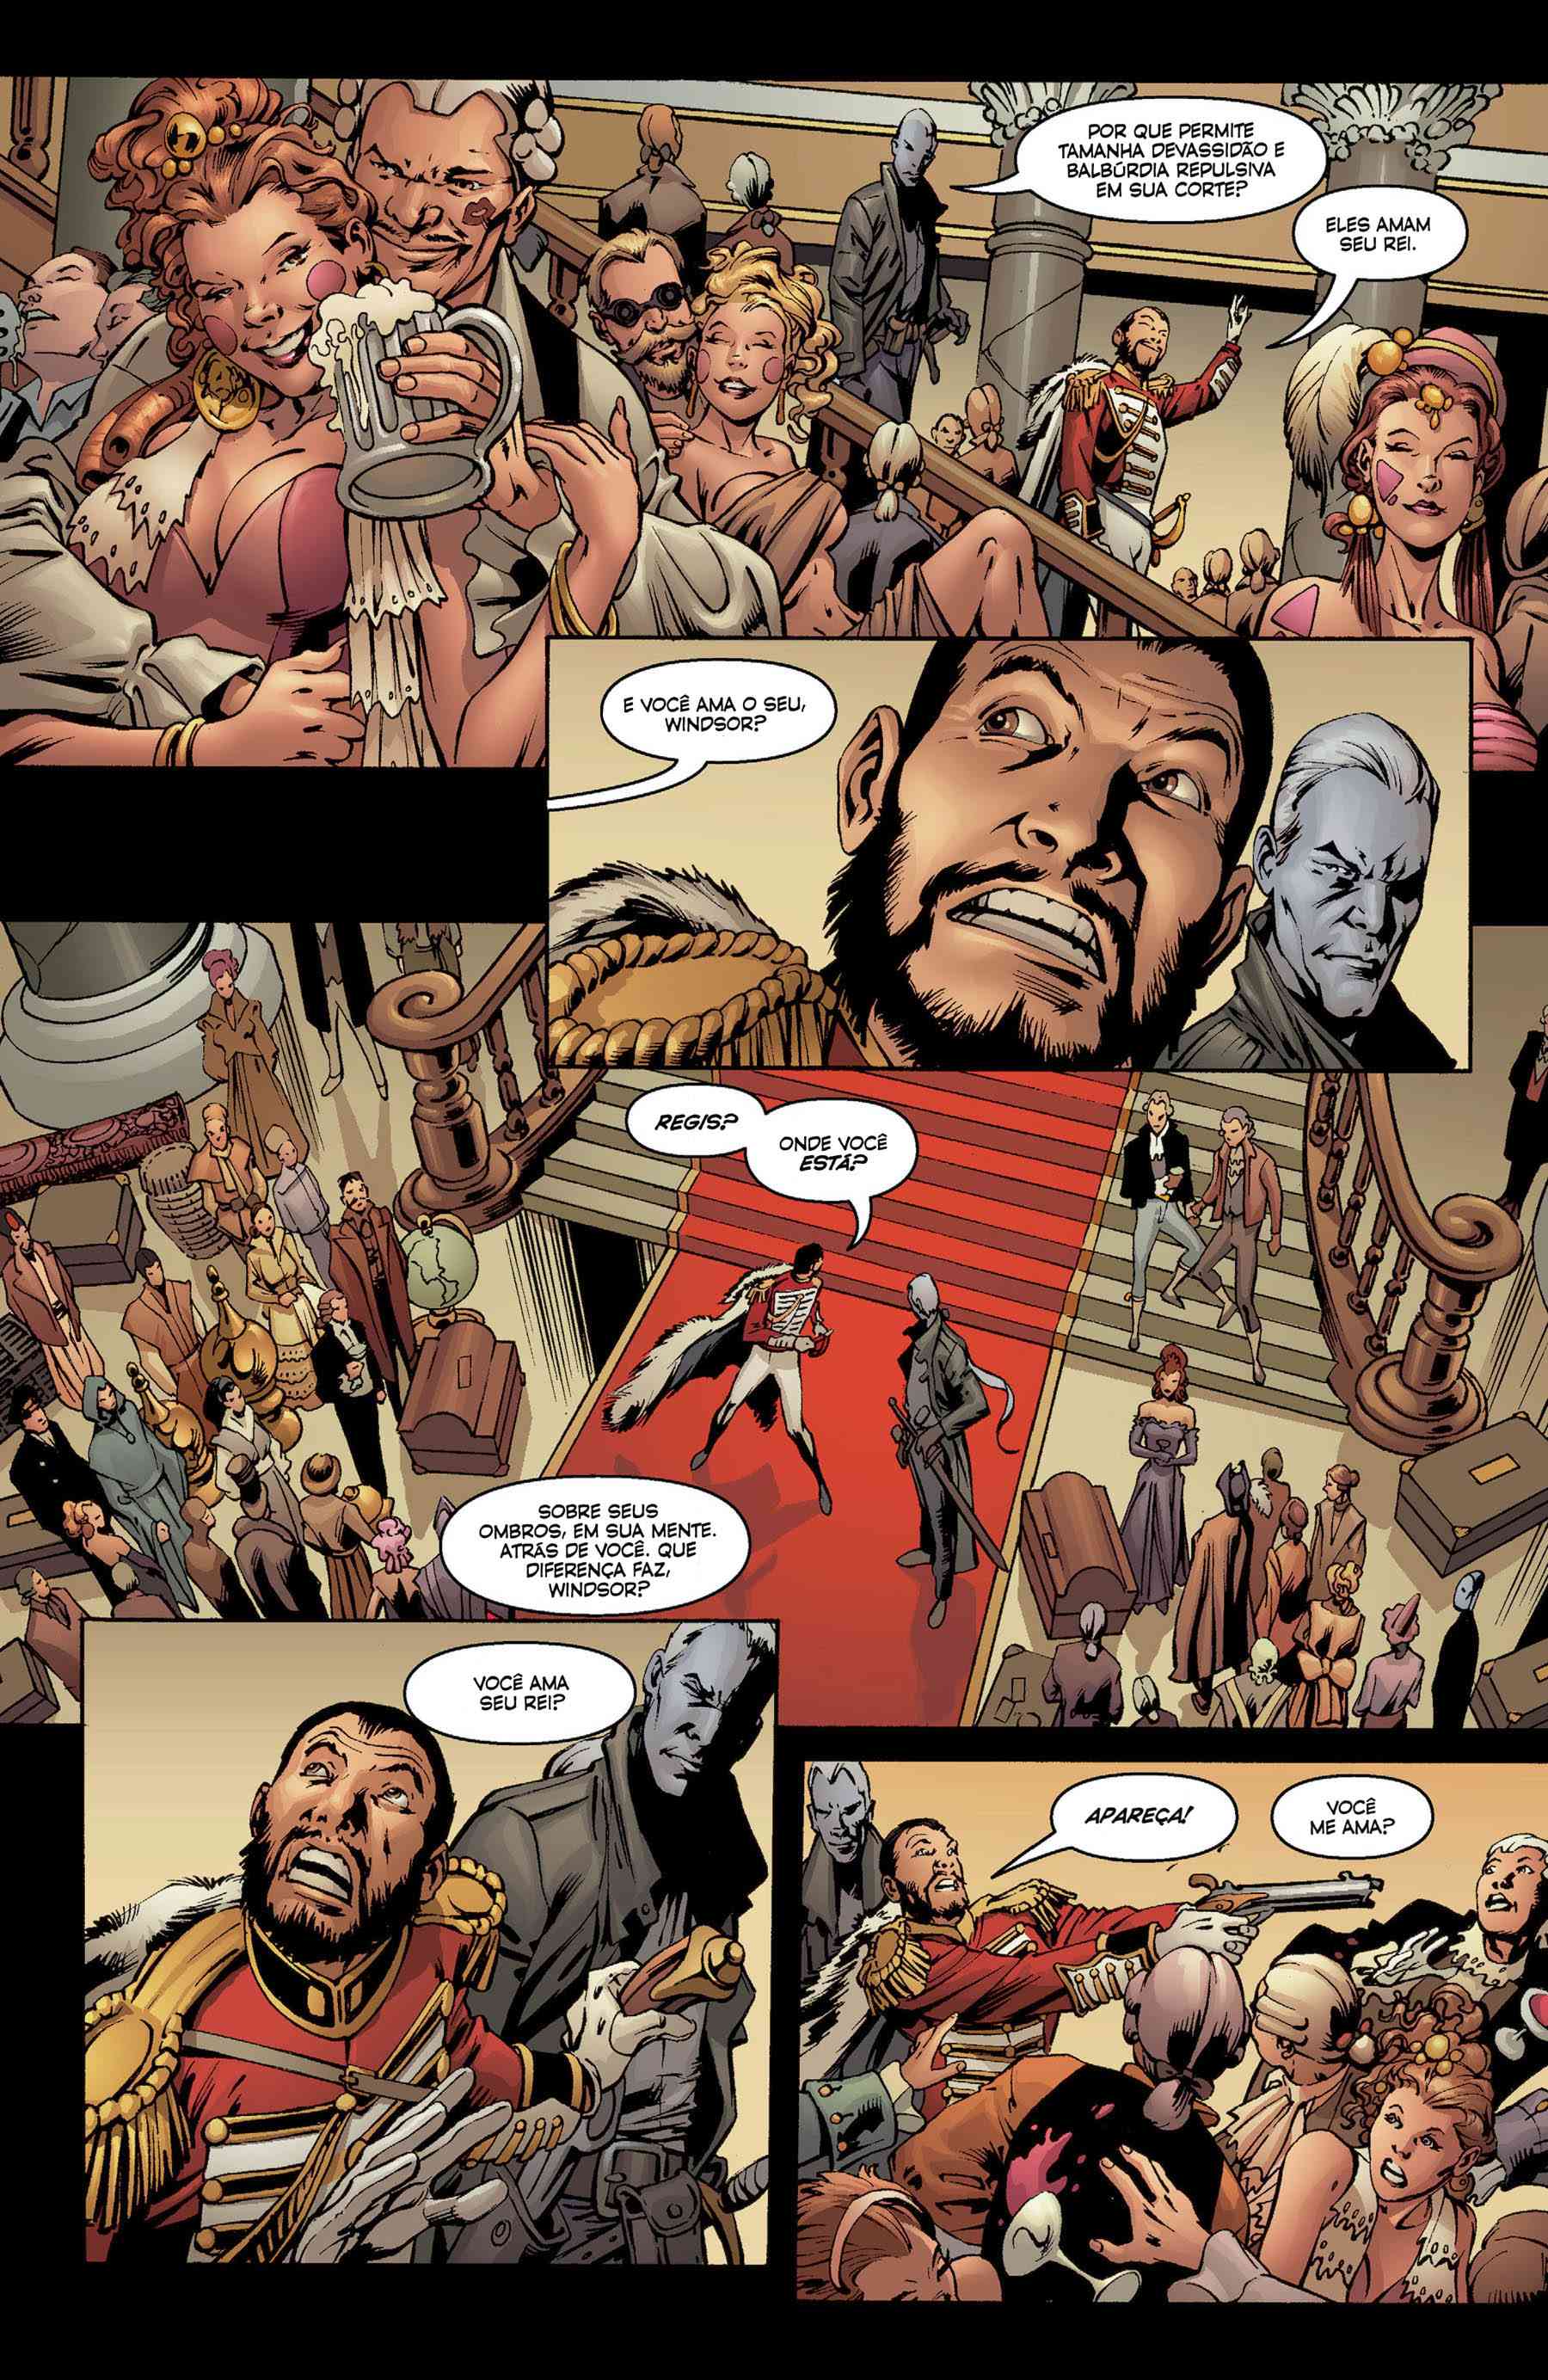 POR QUE PERMITE
TAMANHA DEVASSIDÃO E
BALBÚRDIA REPULSIVA
EM SUA CORTE?
ELES AMAM
SEU REI.
E VOCÊ AMA O SEU,
WINDSOR?
REGIS?
ONDE VOCÊ
ESTÁ?
SOBRE SEUS
OMBROS, EM SUA MENTE.
ATRÁS DE VOCÊ. QUE
DIFERENÇA FAZ,
WINDSOR?
VOCÊ AMA
SEU REI?
APAREÇA!
VOCÊ
ME AMA?